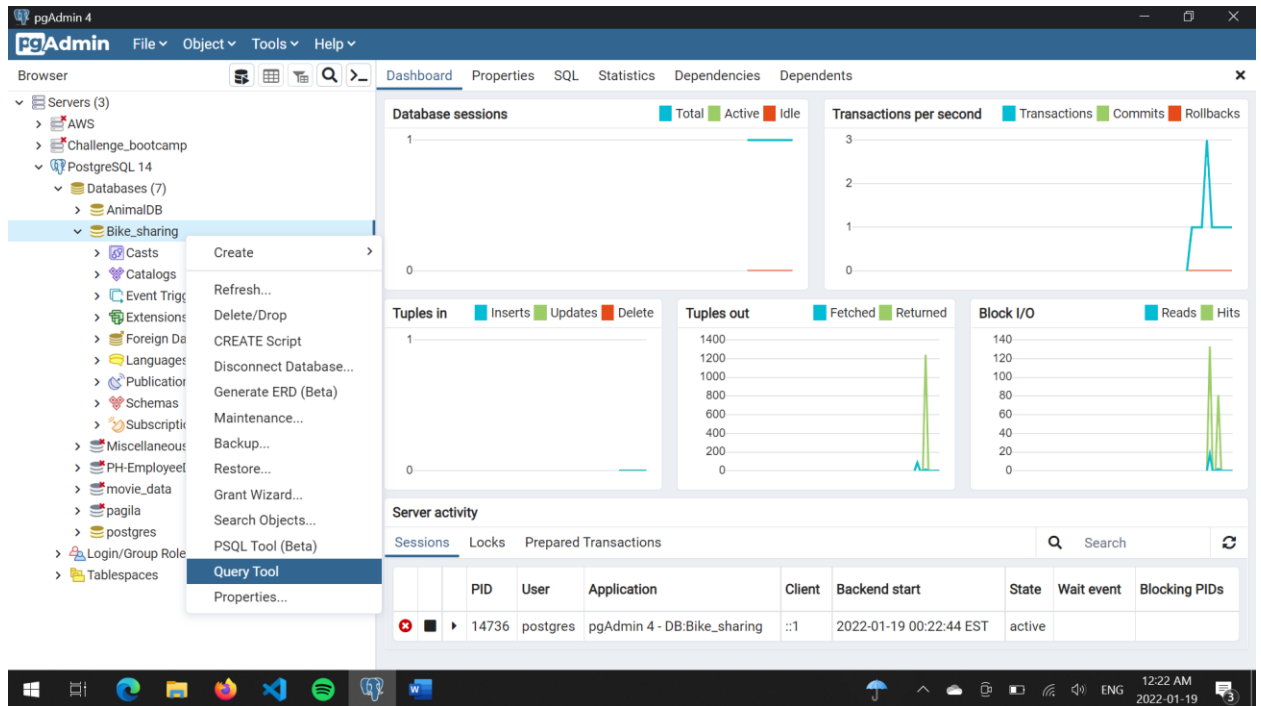 pgAdmin 4
pgAdmin File Object Tools Help
Browser
Dashboard Properties SQL Statistics Dependencies Dependents
Servers (3)
AWS
Challenge_bootcamp
PostgreSQL 14
Databases (7)
AnimalDB
Bike_sharing
Casts
Catalogs
Event Trigg
Extensions
Foreign Da
Languages
Publication
Schemas
Subscriptio
Miscellaneous
PH-Employee
movie_data
pagila
postgres
Login/Group Role
Tablespaces
Create
Refresh...
Delete/Drop
CREATE Script
Disconnect Database...
Generate ERD (Beta)
Maintenance...
Backup...
Restore...
Grant Wizard...
Search Objects...
PSQL Tool (Beta)
Query Tool
Properties...
Database sessions Total Active Idle
1
0
Transactions per second Transactions Commits Rollbacks
3
2
1
0
Tuples in Inserts Updates Delete
1
0
Tuples out Fetched Returned
1400
1200
1000
800
600
400
200
0
Block I/O Reads Hits
140
120
100
80
60
40
20
0
Server activity
Sessions Locks Prepared Transactions Search
PID User Application Client Backend start State Wait event Blocking PIDs
14736 postgres pgAdmin 4 - DB:Bike_sharing ::1 2022-01-19 00:22:44 EST active
ENG
12:22 AM
2022-01-19
3